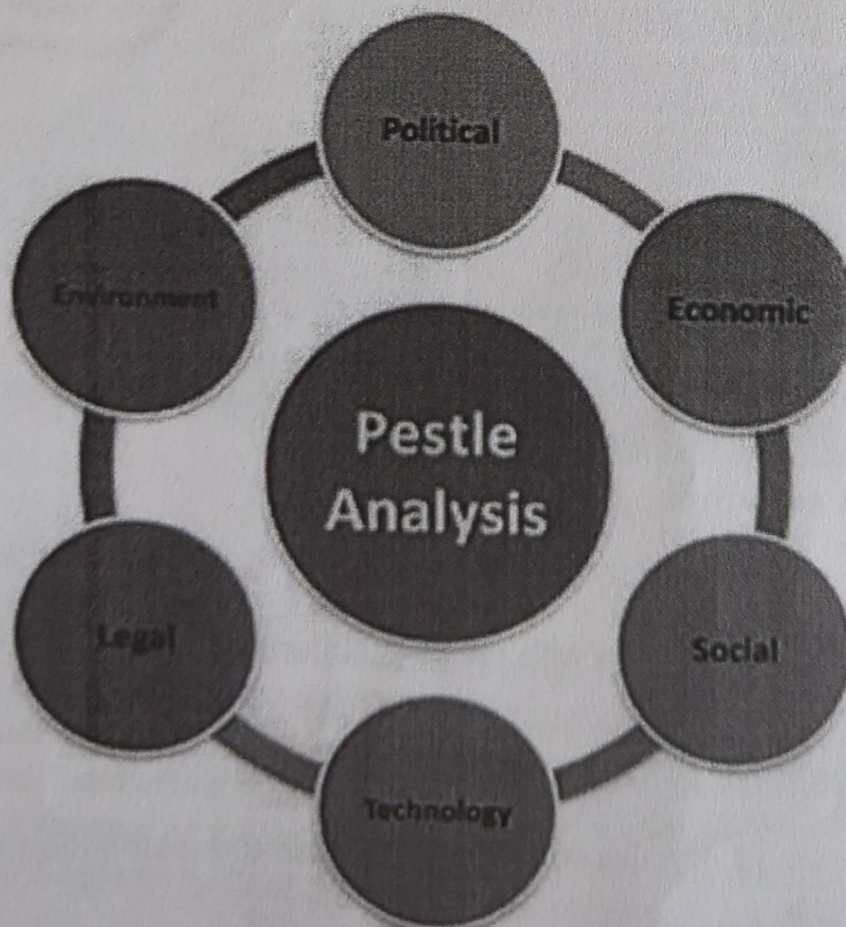 Political
Economic
Social
Technology
Legal
Environment
Pestle
Analysis